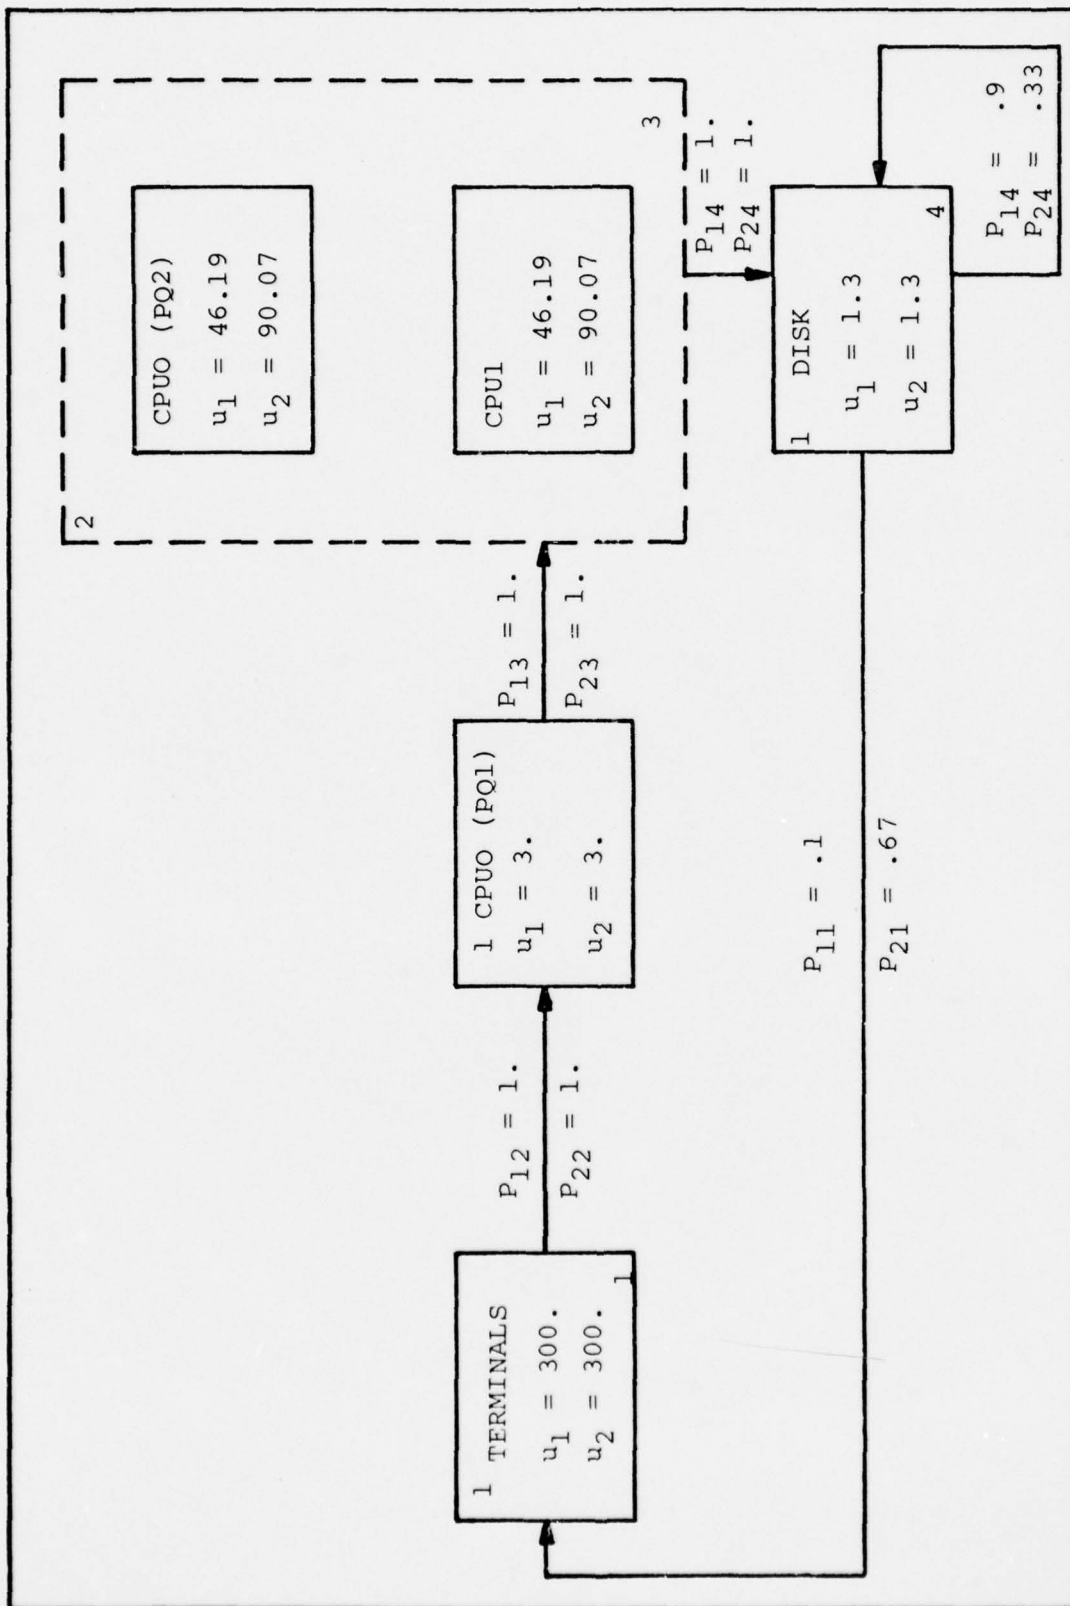 1 TERMINALS
u1 = 300.
u2 = 300.
1
P12 = 1.
P22 = 1.
1 CPUO (PQ1)
u1 = 3.
u2 = 3.
P13 = 1.
P23 = 1.
2
CPUO (PQ2)
u1 = 46.19
u2 = 90.07
CPU1
u1 = 46.19
u2 = 90.07
3
P14 = 1.
P24 = 1.
1 DISK
u1 = 1.3
u2 = 1.3
4
P14 = .9
P24 = .33
P11 = .1
P21 = .67